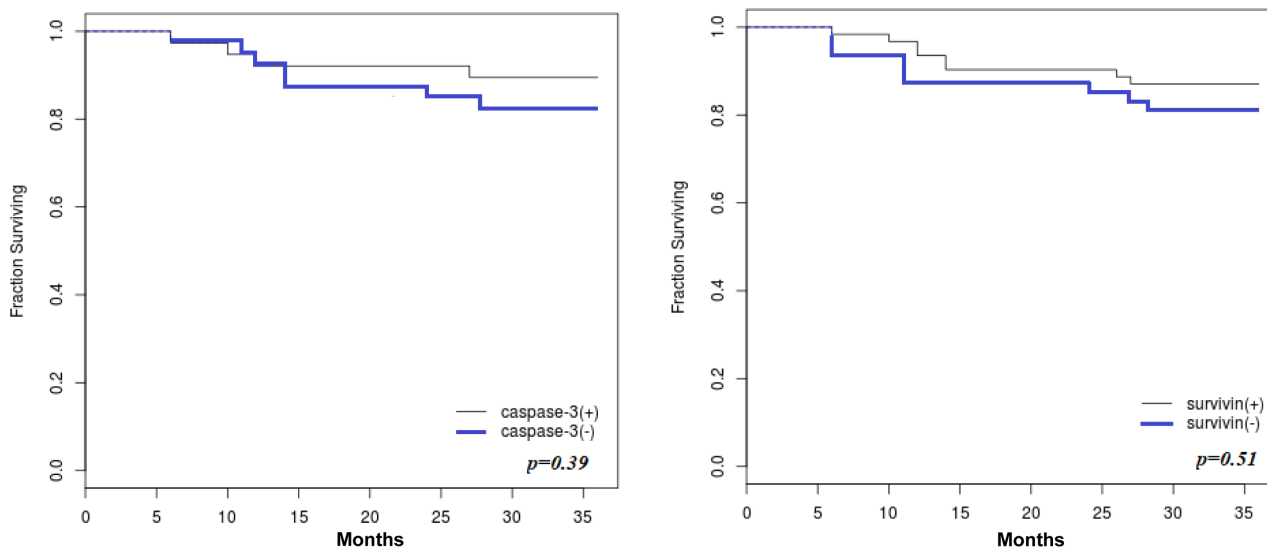 Fraction Surviving
1.0
0.8
0.6
0.4
0.2
0.0
caspase-3(+)
caspase-3(-)
p=0.39
0 5 10 15 20 25 30 35
Months
Fraction Surviving
1.0
0.8
0.6
0.4
0.2
0.0
survivin(+)
survivin(-)
p=0.51
0 5 10 15 20 25 30 35
Months